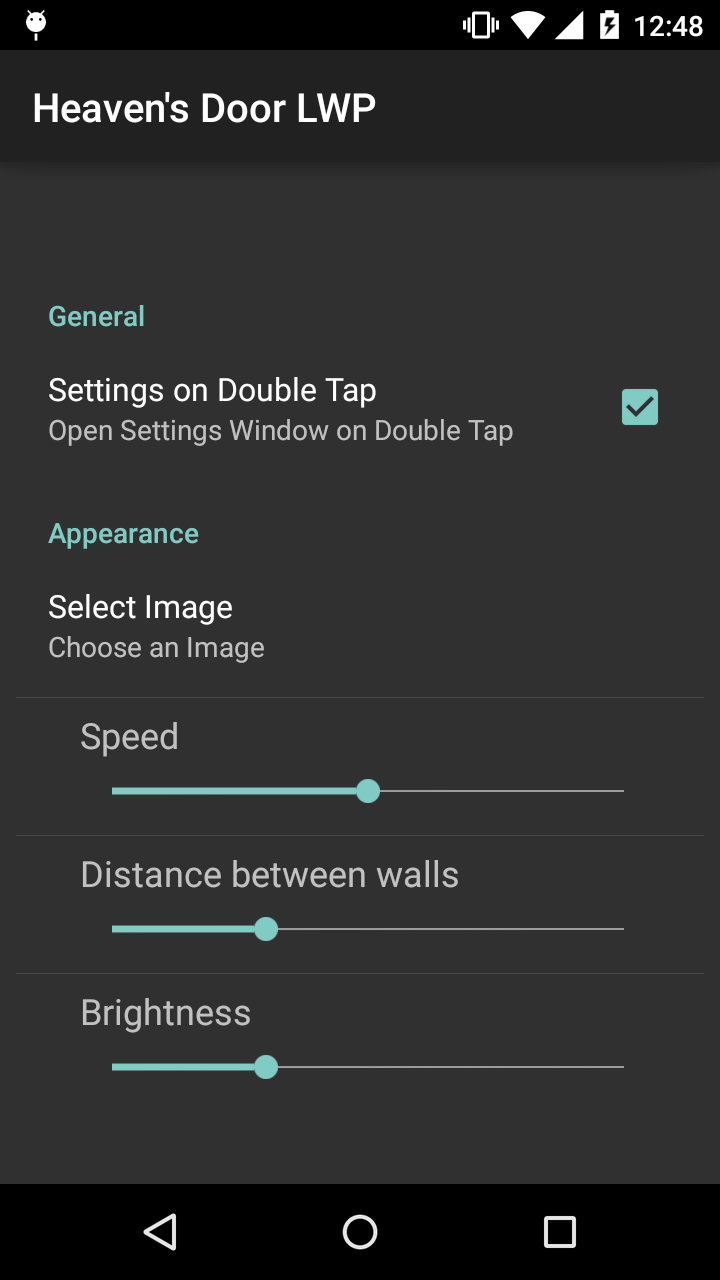 12:48
Heaven's Door LWP
General
Settings on Double Tap
Open Settings Window on Double Tap
Appearance
Select Image
Choose an Image
Speed
Distance between walls
Brightness